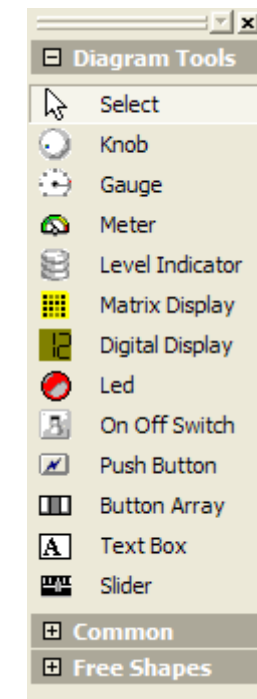 Diagram Tools
Select
Knob
Gauge
Meter
Level Indicator
Matrix Display
12 Digital Display
Led
On Off Switch
Push Button
Button Array
A Text Box
Slider
Common
Free Shapes